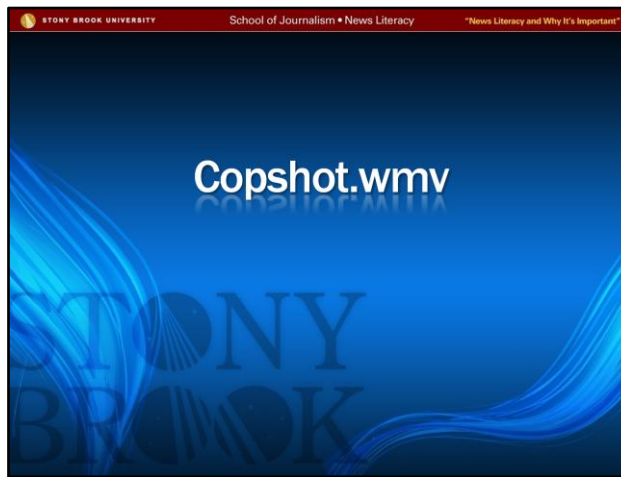 STONY BROOK UNIVERSITY School of Journalism • News Literacy "News Literacy and Why It's Important"
Copshot.wmv
STONY
BROOK